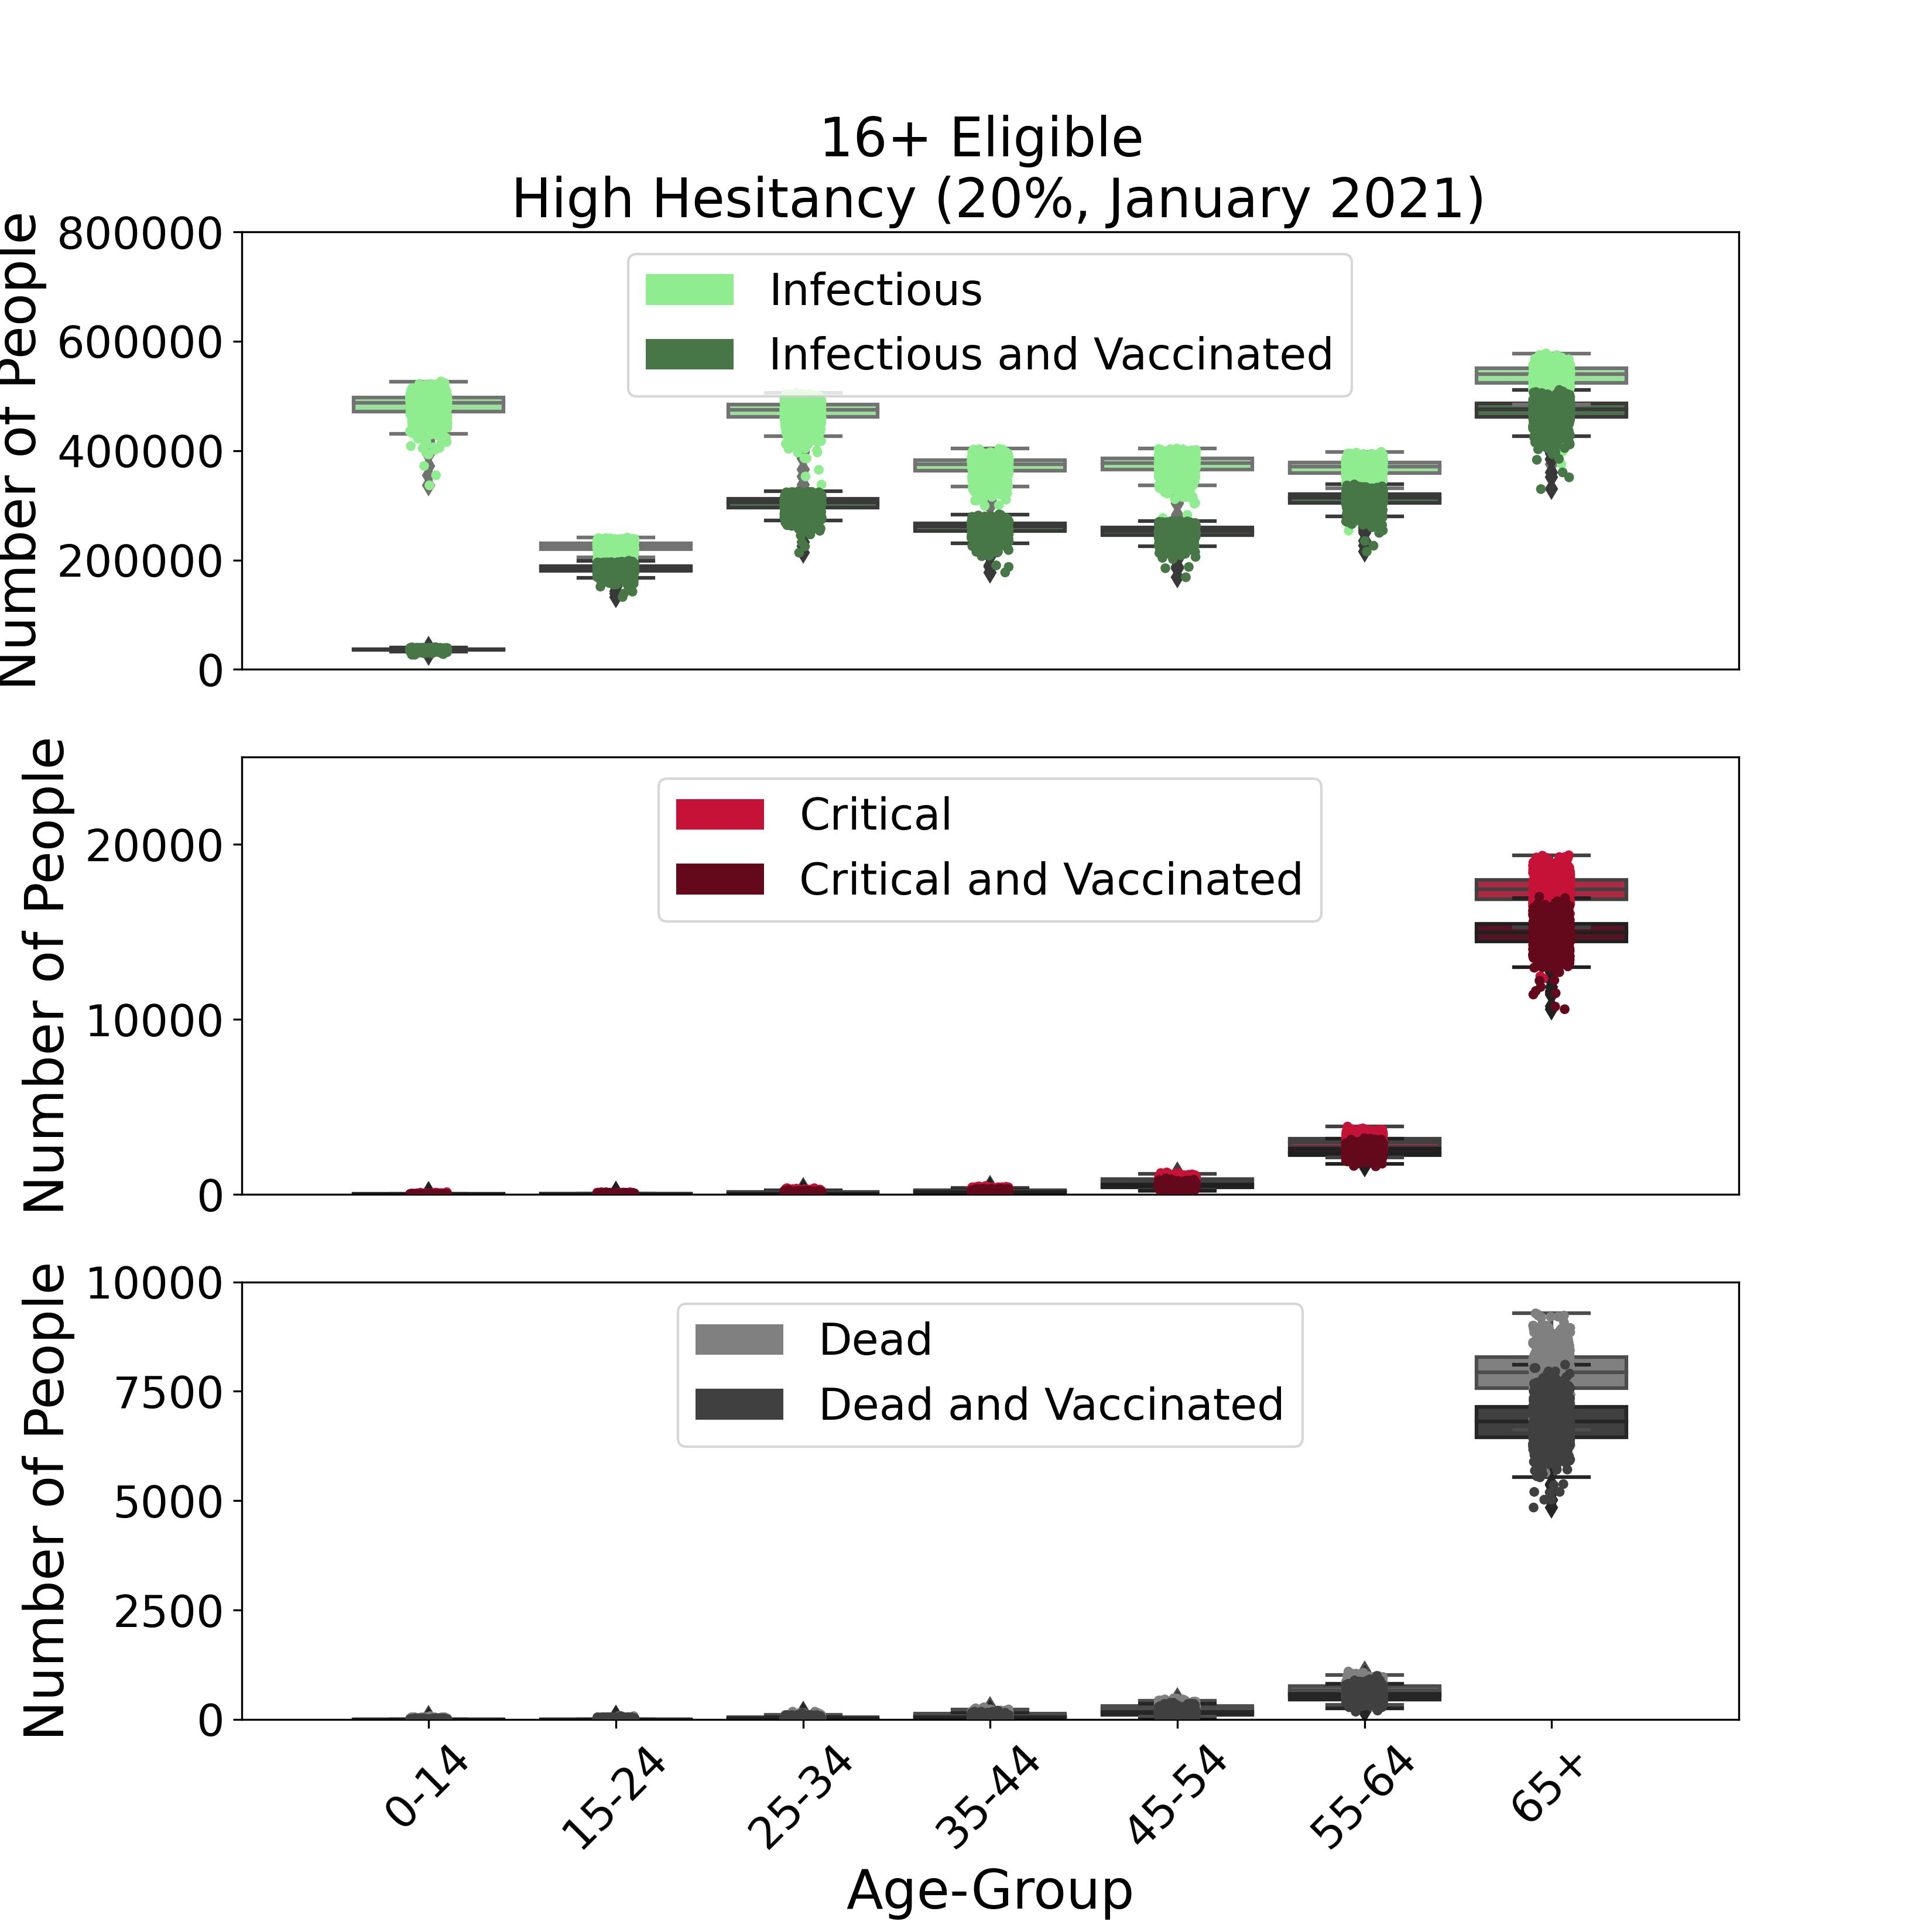 16+ Eligible
High Hesitancy (20%, January 2021)
Number of People
800000
600000
400000
200000
0
Infectious
Infectious and Vaccinated
Number of People
20000
10000
0
Critical
Critical and Vaccinated
Number of People
10000
7500
5000
2500
0
Dead
Dead and Vaccinated
0-14
15-24
25-34
35-44
45-54
55-64
65+
Age-Group